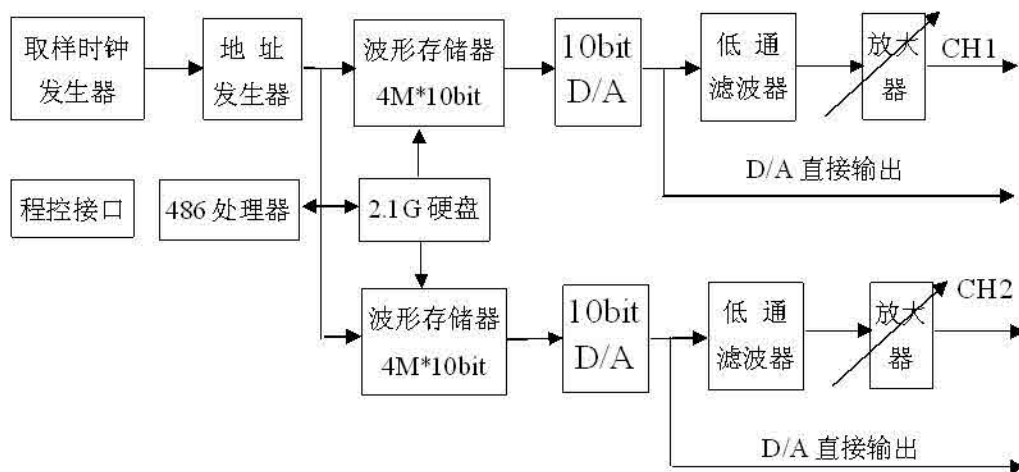 取样时钟
发生器
地 址
发生器
波形存储器
4M*10bit
10bit
D/A
低 通
滤波器
放大
器
CH1
D/A 直接输出
程控接口
486 处理器
2.1G 硬盘
波形存储器
4M*10bit
10bit
D/A
低 通
滤波器
放大
器
CH2
D/A 直接输出